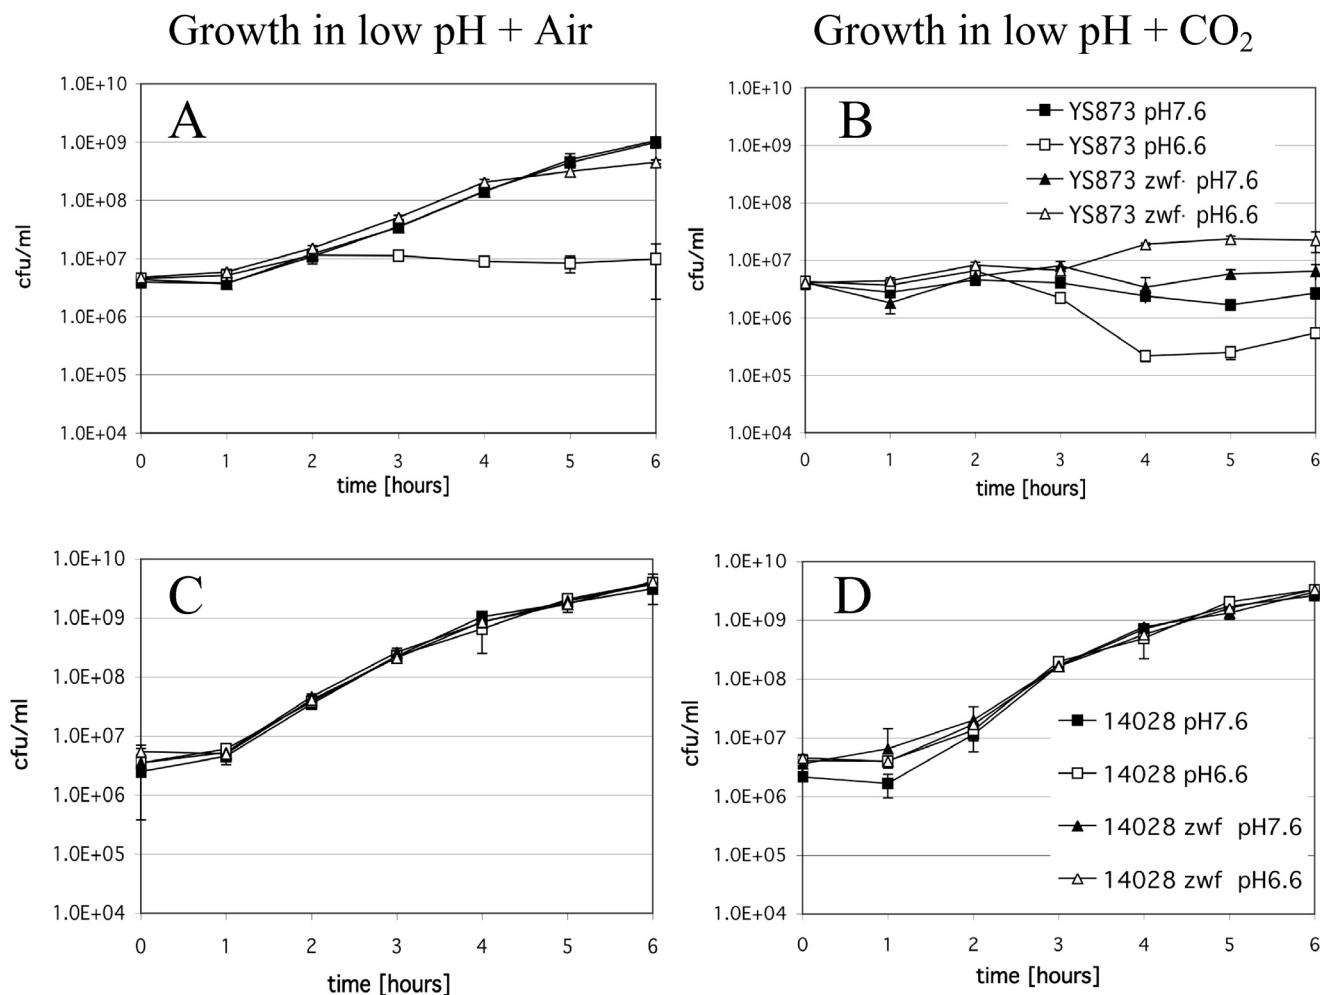 Growth in low pH + Air
Growth in low pH + CO₂
A
1.0E+10
1.0E+09
1.0E+08
1.0E+07
1.0E+06
1.0E+05
1.0E+04
cfu/ml
0 1 2 3 4 5 6
time [hours]
B
1.0E+10
1.0E+09
1.0E+08
1.0E+07
1.0E+06
1.0E+05
1.0E+04
cfu/ml
YS873 pH7.6
YS873 pH6.6
YS873 zwf- pH7.6
YS873 zwf- pH6.6
0 1 2 3 4 5 6
time [hours]
C
1.0E+10
1.0E+09
1.0E+08
1.0E+07
1.0E+06
1.0E+05
1.0E+04
cfu/ml
0 1 2 3 4 5 6
time [hours]
D
1.0E+10
1.0E+09
1.0E+08
1.0E+07
1.0E+06
1.0E+05
1.0E+04
cfu/ml
14028 pH7.6
14028 pH6.6
14028 zwf pH7.6
14028 zwf pH6.6
0 1 2 3 4 5 6
time [hours]